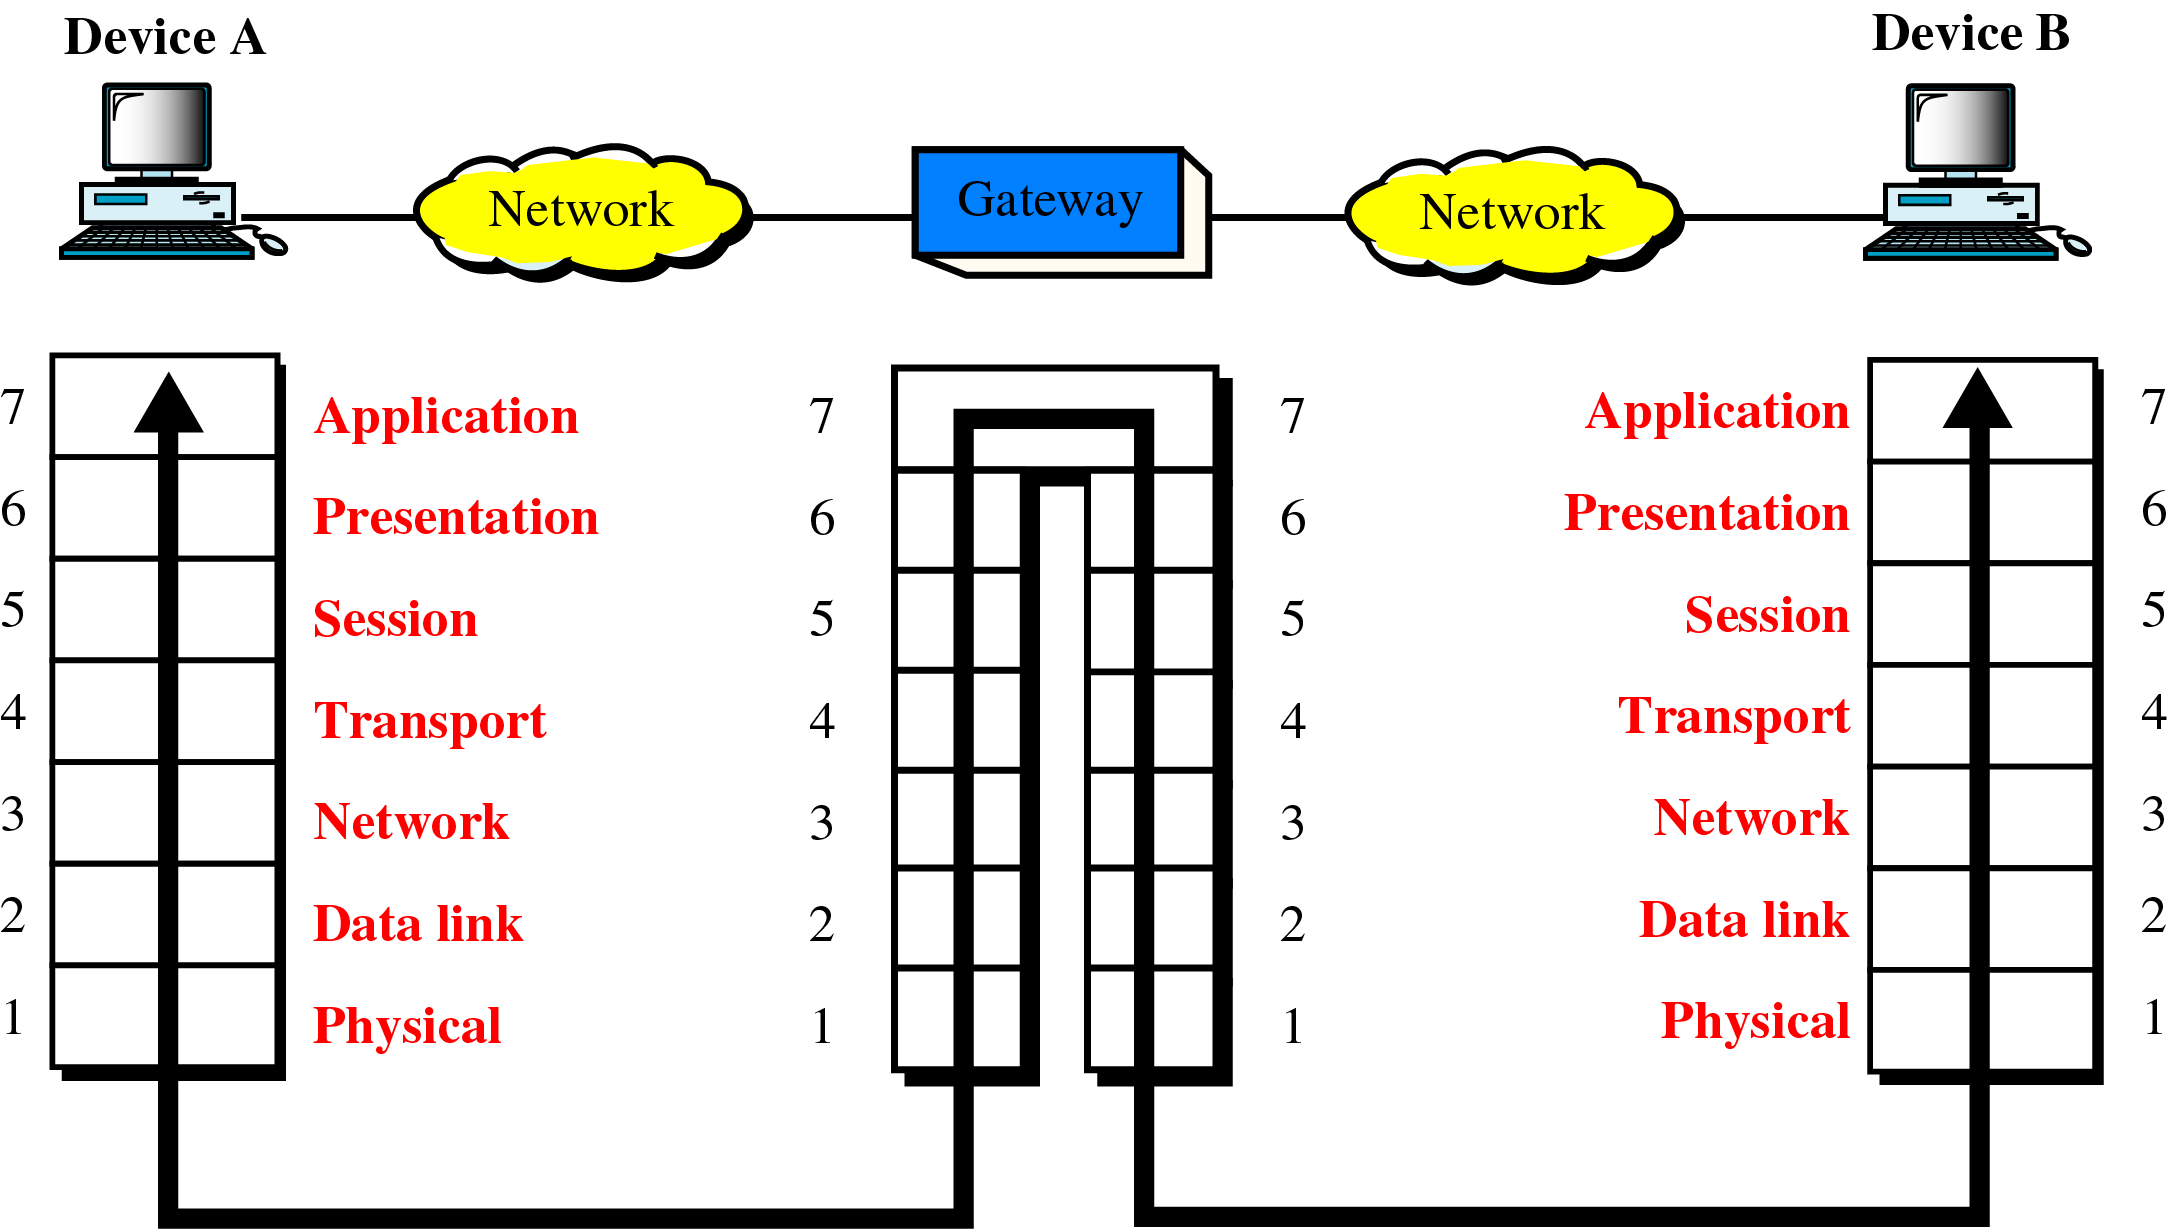 Device A
Device B
Network
Gateway
Network
7 Application 7 7 Application 7
6 Presentation 6 6 Presentation 6
5 Session 5 5 Session 5
4 Transport 4 4 Transport 4
3 Network 3 3 Network 3
2 Data link 2 2 Data link 2
1 Physical 1 1 Physical 1